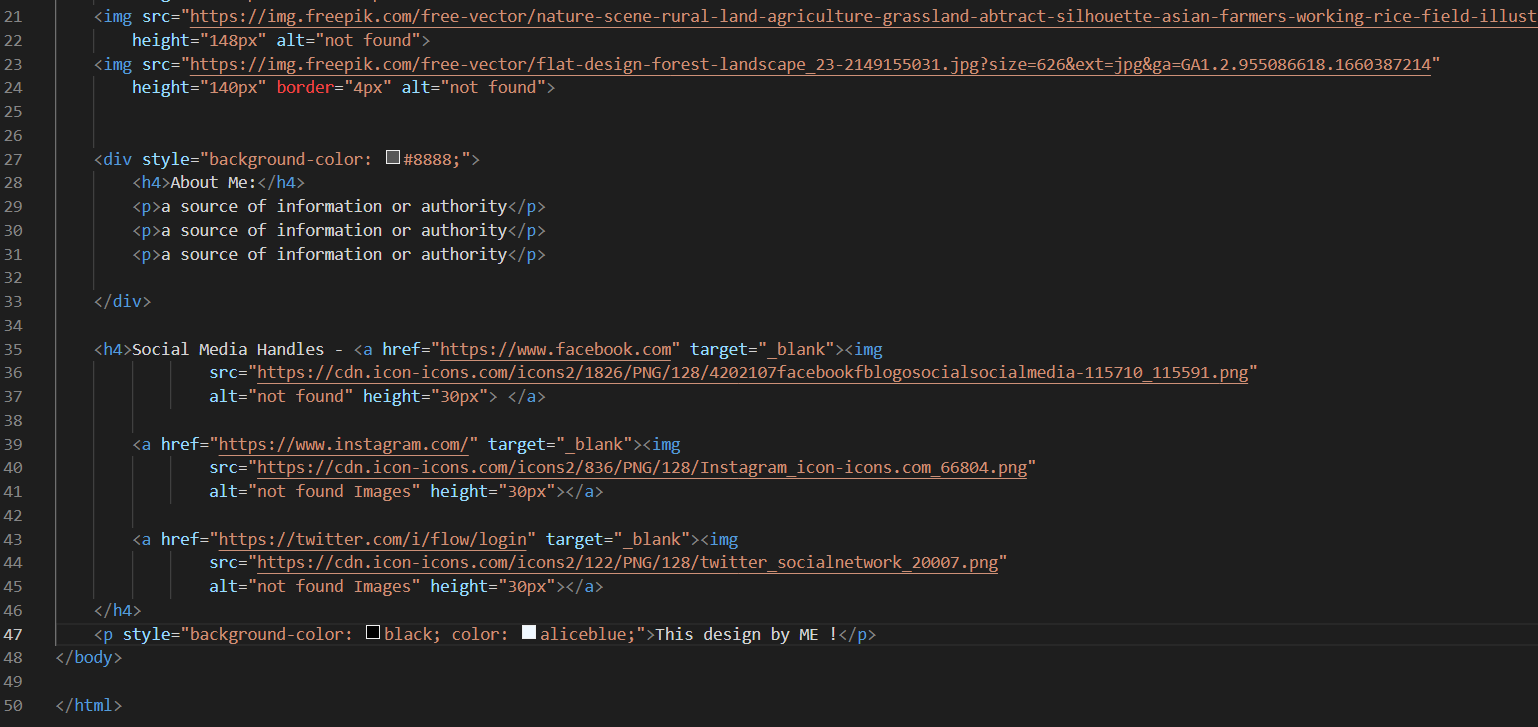 21 <img src="https://img.freepik.com/free-vector/nature-scene-rural-land-agriculture-grassland-abtract-silhouette-asian-farmers-working-rice-field-illust
22 height="148px" alt="not found">
23 <img src="https://img.freepik.com/free-vector/flat-design-forest-landscape_23-2149155031.jpg?size=626&ext=jpg&ga=GA1.2.955086618.1660387214"
24 height="140px" border="4px" alt="not found">
25
26
27 <div style="background-color: #8888;">
28 <h4>About Me:</h4>
29 <p>a source of information or authority</p>
30 <p>a source of information or authority</p>
31 <p>a source of information or authority</p>
32
33 </div>
34
35 <h4>Social Media Handles - <a href="https://www.facebook.com" target="_blank"><img
36 src="https://cdn.icon-icons.com/icons2/1826/PNG/128/4202107facebookfblogosocialsocialmedia-115710_115591.png"
37 alt="not found" height="30px"> </a>
38
39 <a href="https://www.instagram.com/" target="_blank"><img
40 src="https://cdn.icon-icons.com/icons2/836/PNG/128/Instagram_icon-icons.com_66804.png"
41 alt="not found Images" height="30px"></a>
42
43 <a href="https://twitter.com/i/flow/login" target="_blank"><img
44 src="https://cdn.icon-icons.com/icons2/122/PNG/128/twitter_socialnetwork_20007.png"
45 alt="not found Images" height="30px"></a>
46 </h4>
47 <p style="background-color: black; color: aliceblue;">This design by ME !</p>
48 </body>
49
50 </html>